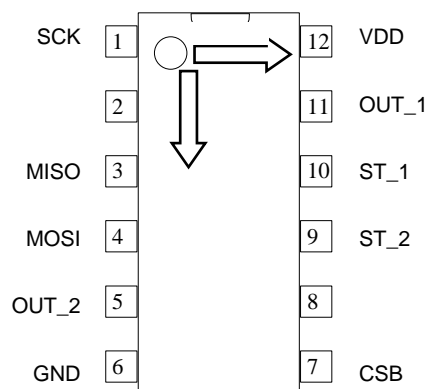 SCK 1 12 VDD
2 11 OUT_1
MISO 3 10 ST_1
MOSI 4 9 ST_2
OUT_2 5 8
GND 6 7 CSB